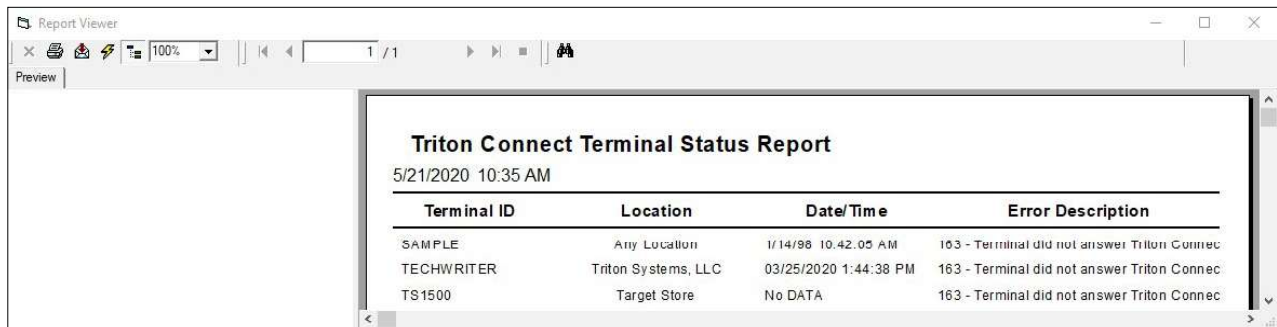 Report Viewer
100% 1 / 1
Preview
Triton Connect Terminal Status Report
5/21/2020 10:35 AM
Terminal ID Location Date/Time Error Description
SAMPLE Any Location 1/14/98 10:42:05 AM 163 - Terminal did not answer Triton Connec
TECHWRITER Triton Systems, LLC 03/25/2020 1:44:38 PM 163 - Terminal did not answer Triton Connec
TS1500 Target Store No DATA 163 - Terminal did not answer Triton Connec